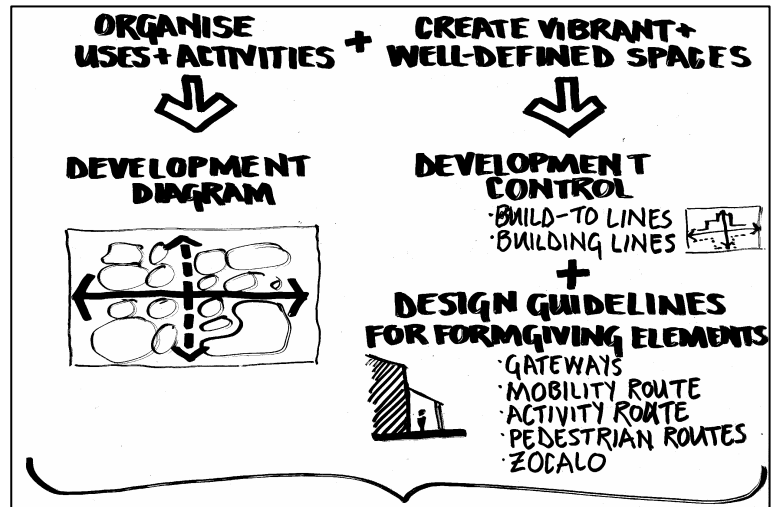 ORGANISE
USES + ACTIVITIES
+
CREATE VIBRANT +
WELL-DEFINED SPACES
DEVELOPMENT
DIAGRAM
DEVELOPMENT
CONTROL
·BUILD-TO LINES
·BUILDING LINES
+
DESIGN GUIDELINES
FOR FORMGIVING ELEMENTS
·GATEWAYS
·MOBILITY ROUTE
·ACTIVITY ROUTE
·PEDESTRIAN ROUTES
·ZOCALO